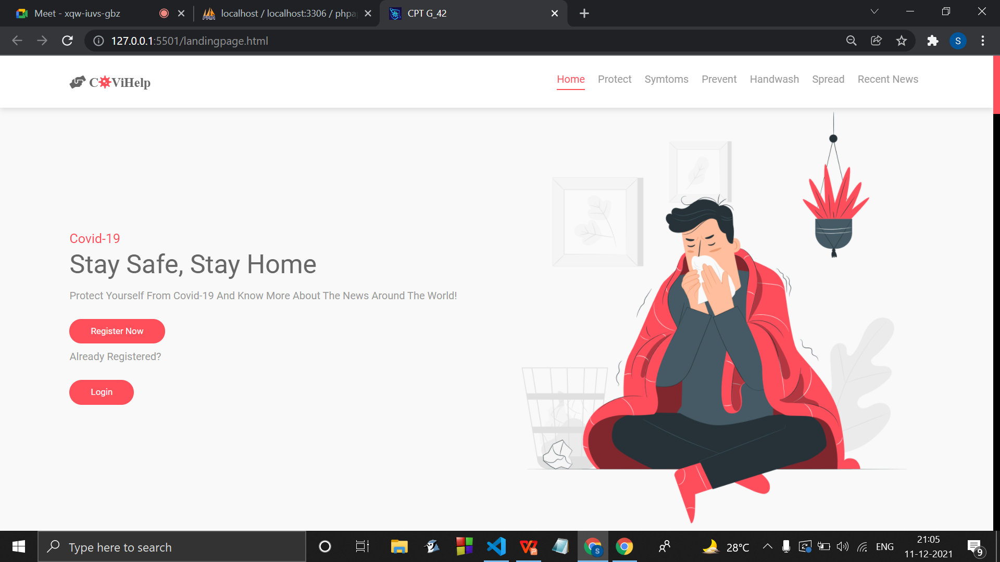 Meet - xqw-iuvs-gbz
localhost / localhost:3306 / phpa
CPT G_42
127.0.0.1:5501/landingpage.html
S
CViHelp
Home Protect Symtoms Prevent Handwash Spread Recent News
Covid-19
Stay Safe, Stay Home
Protect Yourself From Covid-19 And Know More About The News Around The World!
Register Now
Already Registered?
Login
Type here to search
28°C
ENG
21:05
11-12-2021
9